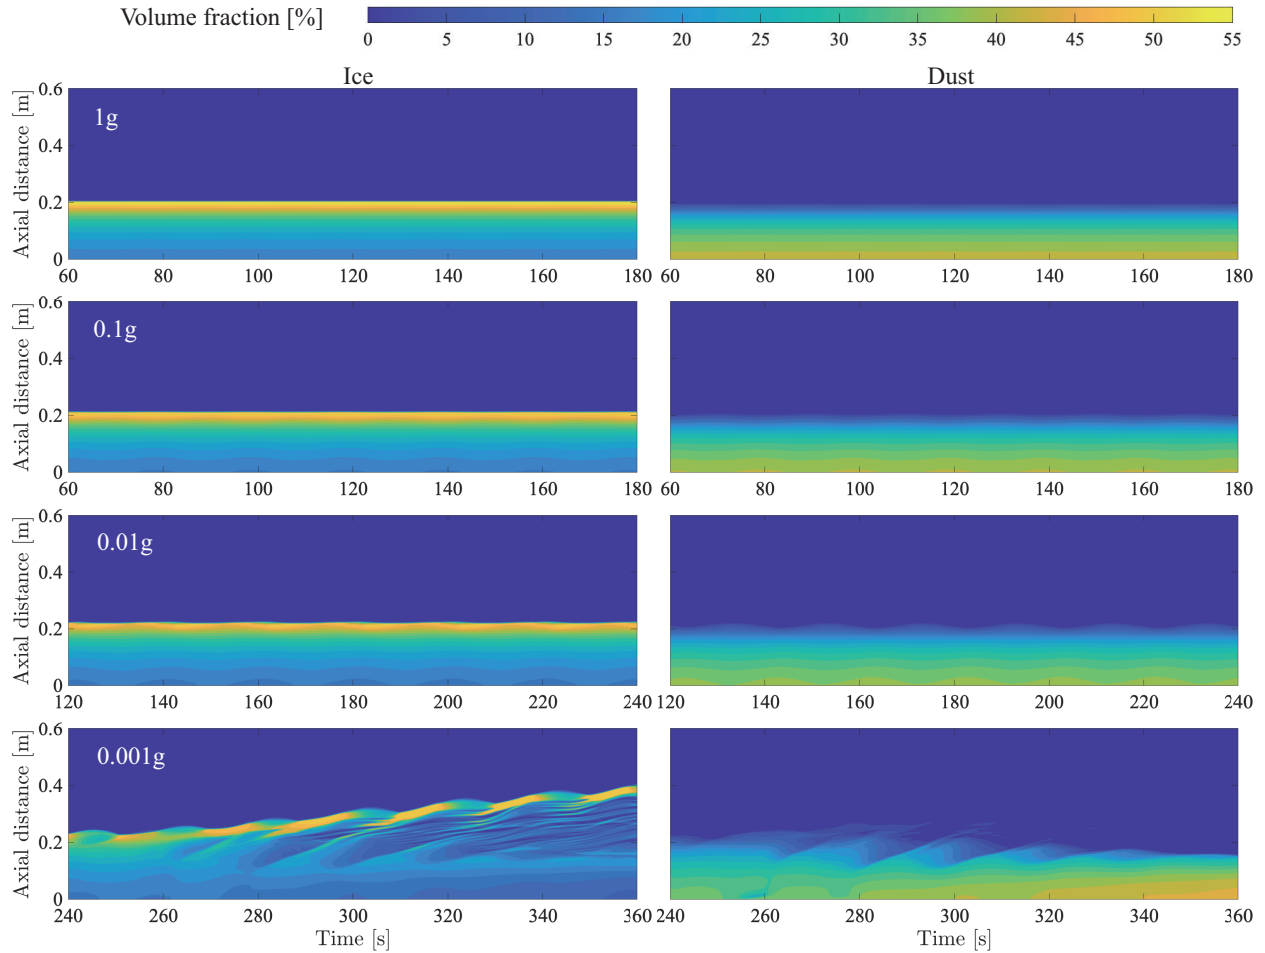 Volume fraction [%]
0 5 10 15 20 25 30 35 40 45 50 55
Ice Dust
0.6
0.4
0.2
0
Axial distance [m]
1g
60 80 100 120 140 160 180
60 80 100 120 140 160 180
0.6
0.4
0.2
0
Axial distance [m]
0.1g
60 80 100 120 140 160 180
60 80 100 120 140 160 180
0.6
0.4
0.2
0
Axial distance [m]
0.01g
120 140 160 180 200 220 240
120 140 160 180 200 220 240
0.6
0.4
0.2
0
Axial distance [m]
0.001g
240 260 280 300 320 340 360
240 260 280 300 320 340 360
Time [s] Time [s]